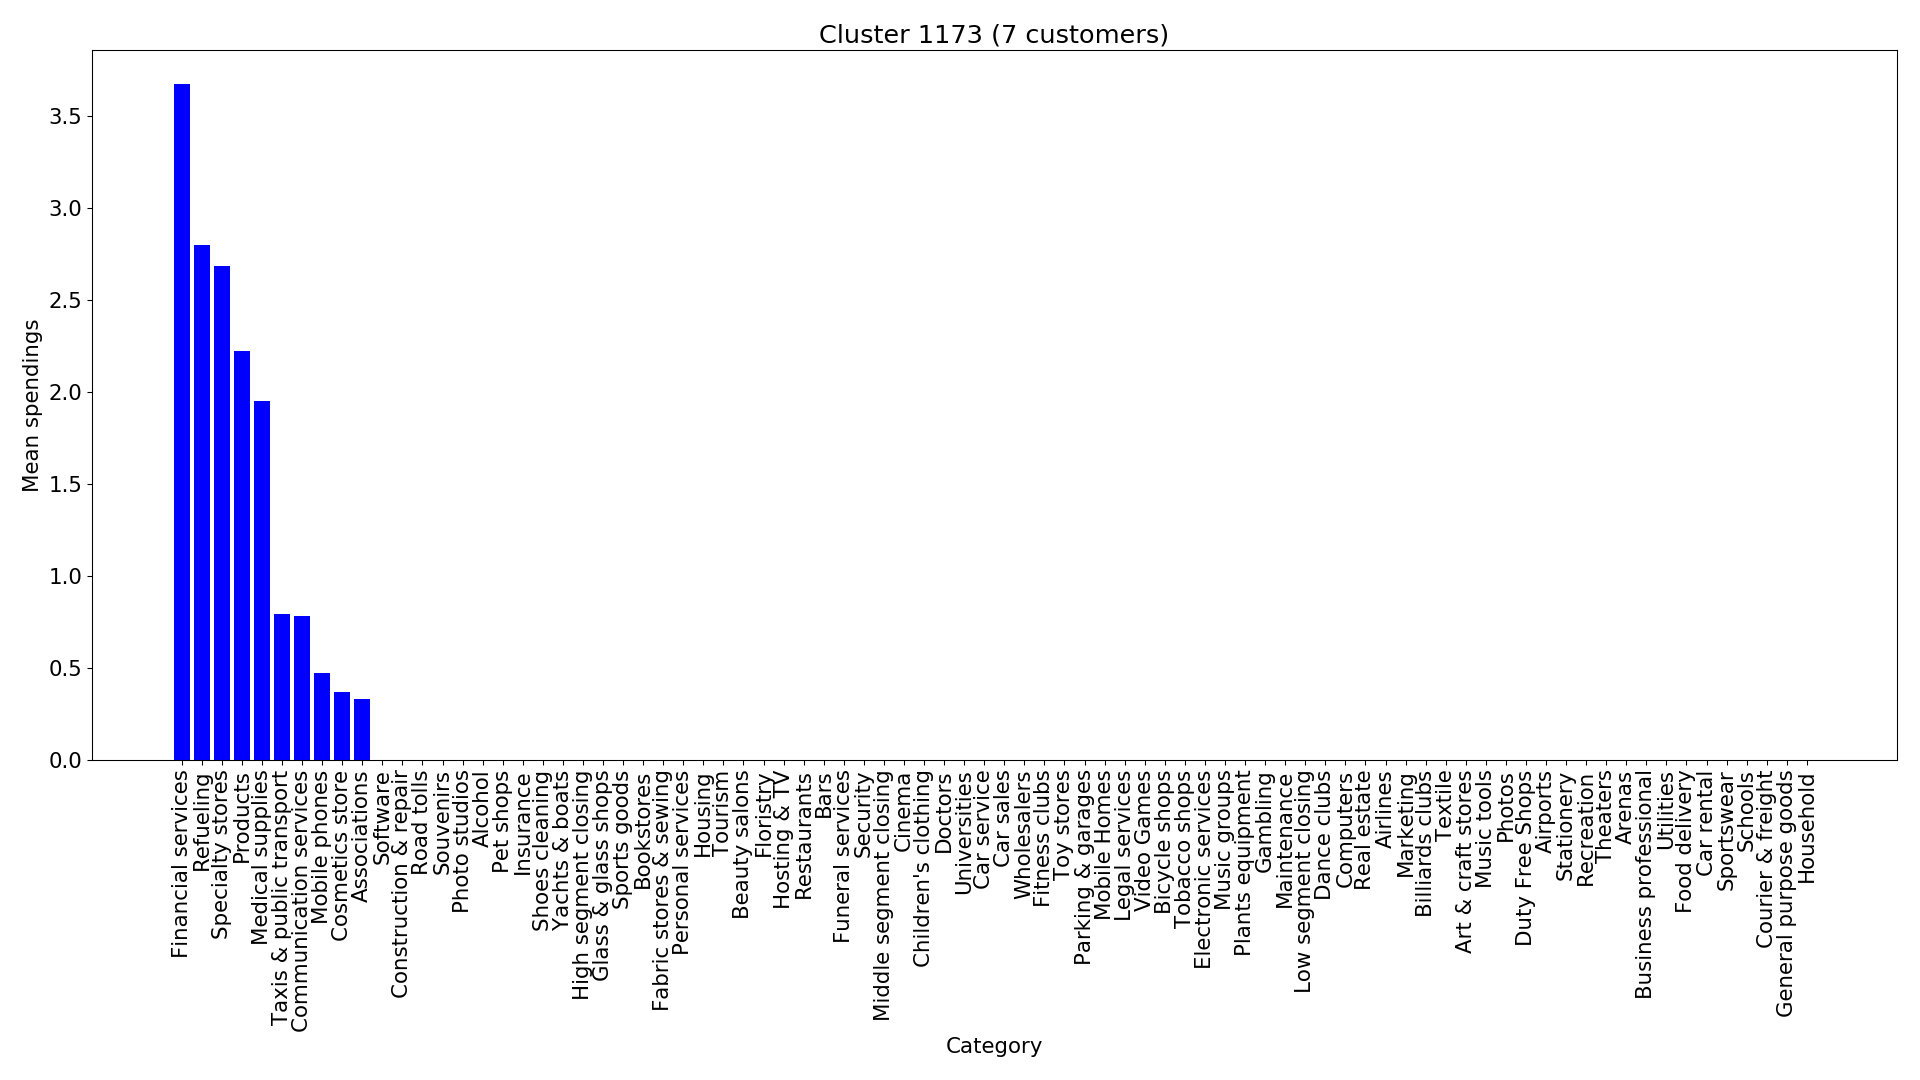 Cluster 1173 (7 customers)
Mean spendings
3.5
3.0
2.5
2.0
1.5
1.0
0.5
0.0
Financial services
Refueling
Specialty stores
Products
Medical supplies
Taxis & public transport
Communication services
Mobile phones
Cosmetics store
Associations
Software
Construction & repair
Road tolls
Souvenirs
Photo studios
Alcohol
Pet shops
Insurance
Shoes cleaning
Yachts & boats
High segment closing
Glass & glass shops
Sports goods
Bookstores
Fabric stores & sewing
Personal services
Housing
Tourism
Beauty salons
Floristry
Hosting & TV
Restaurants
Bars
Funeral services
Security
Middle segment closing
Cinema
Children's clothing
Doctors
Universities
Car service
Car sales
Wholesalers
Fitness clubs
Toy stores
Parking & garages
Mobile Homes
Legal services
Video Games
Bicycle shops
Tobacco shops
Electronic services
Music groups
Plants equipment
Gambling
Maintenance
Low segment closing
Dance clubs
Computers
Real estate
Airlines
Marketing
Billiards clubs
Textile
Art & craft stores
Music tools
Photos
Duty Free Shops
Airports
Stationery
Recreation
Theaters
Arenas
Business professional
Utilities
Food delivery
Car rental
Sportswear
Schools
Courier & freight
General purpose goods
Household
Category